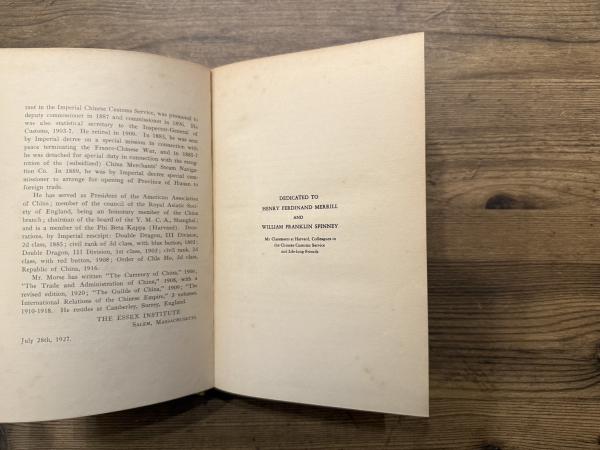 tant in the Imperial Chinese Customs Service, was promoted to
deputy commissioner in 1887 and commissioner in 1896. He
was also statistical secretary to the Inspector-General of
Customs, 1903-7. He retired in 1909. In 1885, he was sent
by Imperial decree on a special mission in connection with
peace terminating the Franco-Chinese War, and in 1885-7
he was detached for special duty in connection with the
nition of the (subsidized) China Merchants' Steam Naviga-
tion Co. In 1889, he was by Imperial decree special com-
missioner to arrange for opening of Province of Hunan to
foreign trade.
He has served as President of the American Association
of China; member of the council of the Royal Asiatic Soci-
ety of England, being an honorary member of the China
branch; chairman of the board of the Y. M. C. A., Shanghai;
and is a member of the Phi Beta Kappa (Harvard). Deco-
rations, by Imperial rescript: Double Dragon, III Division,
2d class, 1885; civil rank of 3d class, with blue button, 1892;
Double Dragon, III Division, 1st class, 1902; civil rank, 2d
class, with red button, 1908; Order of Chia Ho, 3d class,
Republic of China, 1916.
Mr. Morse has written "The Currency of China," 1906;
"The Trade and Administration of China," 1908, with a
revised edition, 1920; "The Guilds of China," 1909; "The
International Relations of the Chinese Empire," 3 volumes,
1910-1918. He resides at Camberley, Surrey, England.
THE ESSEX INSTITUTE
SALEM, MASSACHUSETTS.
July 28th, 1927.
DEDICATED TO
HENRY FERDINAND MERRILL
AND
WILLIAM FRANKLIN SPINNEY
My Classmates at Harvard, Colleagues in
the Chinese Customs Service
and Life-long Friends